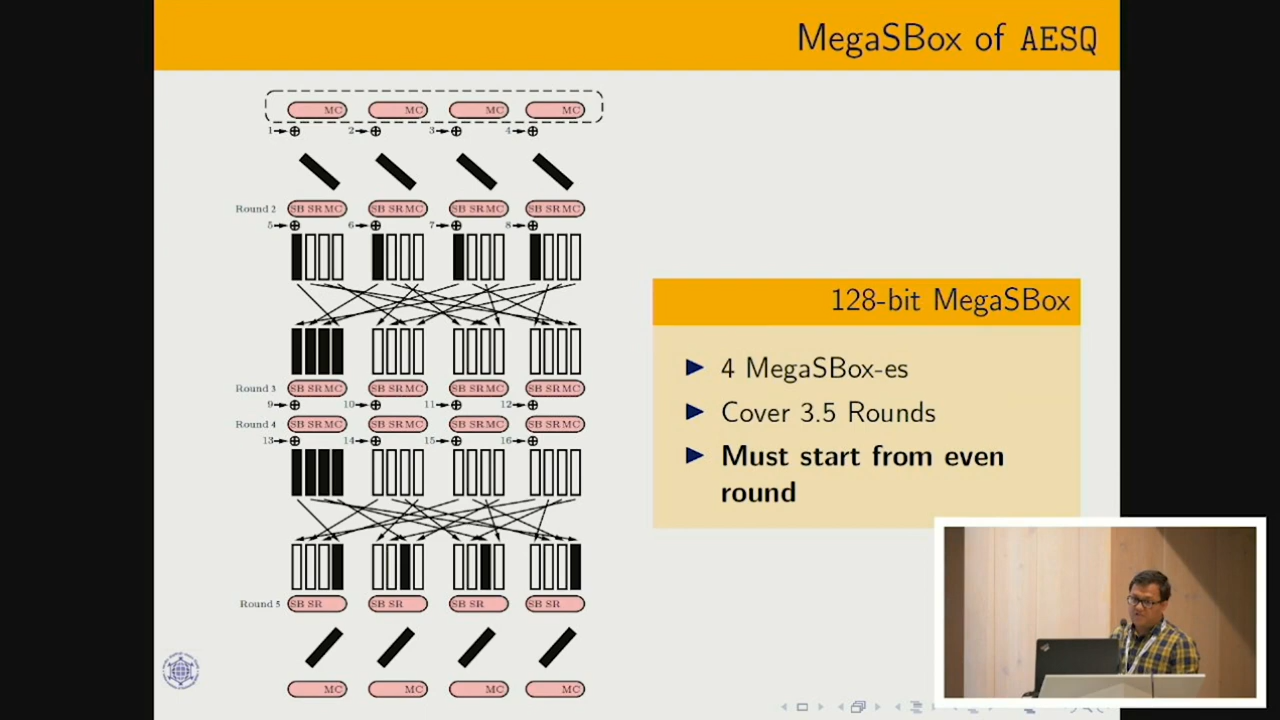 MegaSBox of AESQ
MC MC MC MC
1 2 3 4
Round 2 SB SR MC SB SR MC SB SR MC SB SR MC
5 6 7 8
Round 3 SB SR MC SB SR MC SB SR MC SB SR MC
9 10 11 12
Round 4 SB SR MC SB SR MC SB SR MC SB SR MC
13 14 15 16
Round 5 SB SR SB SR SB SR SB SR
MC MC MC MC
128-bit MegaSBox
4 MegaSBox-es
Cover 3.5 Rounds
Must start from even
round